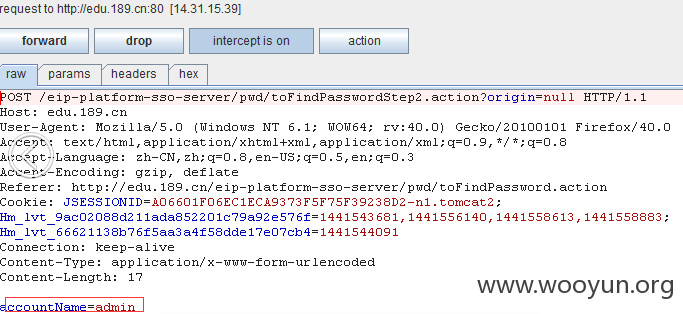 request to http://edu.189.cn:80 [14.31.15.39]
forward drop intercept is on action
raw params headers hex
POST /eip-platform-sso-server/pwd/toFindPasswordStep2.action?origin=null HTTP/1.1
Host: edu.189.cn
User-Agent: Mozilla/5.0 (Windows NT 6.1; WOW64; rv:40.0) Gecko/20100101 Firefox/40.0
Accept: text/html,application/xhtml+xml,application/xml;q=0.9,*/*;q=0.8
Accept-Language: zh-CN,zh;q=0.8,en-US;q=0.5,en;q=0.3
Accept-Encoding: gzip, deflate
Referer: http://edu.189.cn/eip-platform-sso-server/pwd/toFindPassword.action
Cookie: JSESSIONID=A06601F06EC1ECA9373F5F75F39238D2-n1.tomcat2;
Hm_lvt_9ac02088d211ada852201c79a92e576f=1441543681,1441556140,1441558613,1441558883;
Hm_lvt_66621138b76f5aa3a4f58dde17e07cb4=1441544091
Connection: keep-alive
Content-Type: application/x-www-form-urlencoded
Content-Length: 17
www.wooyun.org
accountName=admin